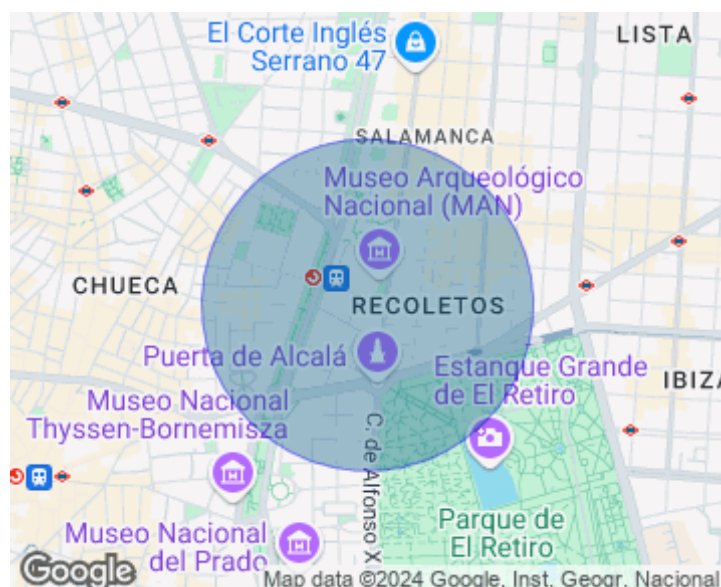 El Corte Inglés
Serrano 47
LISTA
SALAMANCA
Museo Arqueológico
Nacional (MAN)
CHUECA
RECOLETOS
Puerta de Alcalá
Estanque Grande
de El Retiro
IBIZA
Museo Nacional
Thyssen-Bornemisza
C. de Alfonso XI
Museo Nacional
del Prado
Parque de
El Retiro
Google
Map data ©2024 Google, Inst. Geogr. Nacional